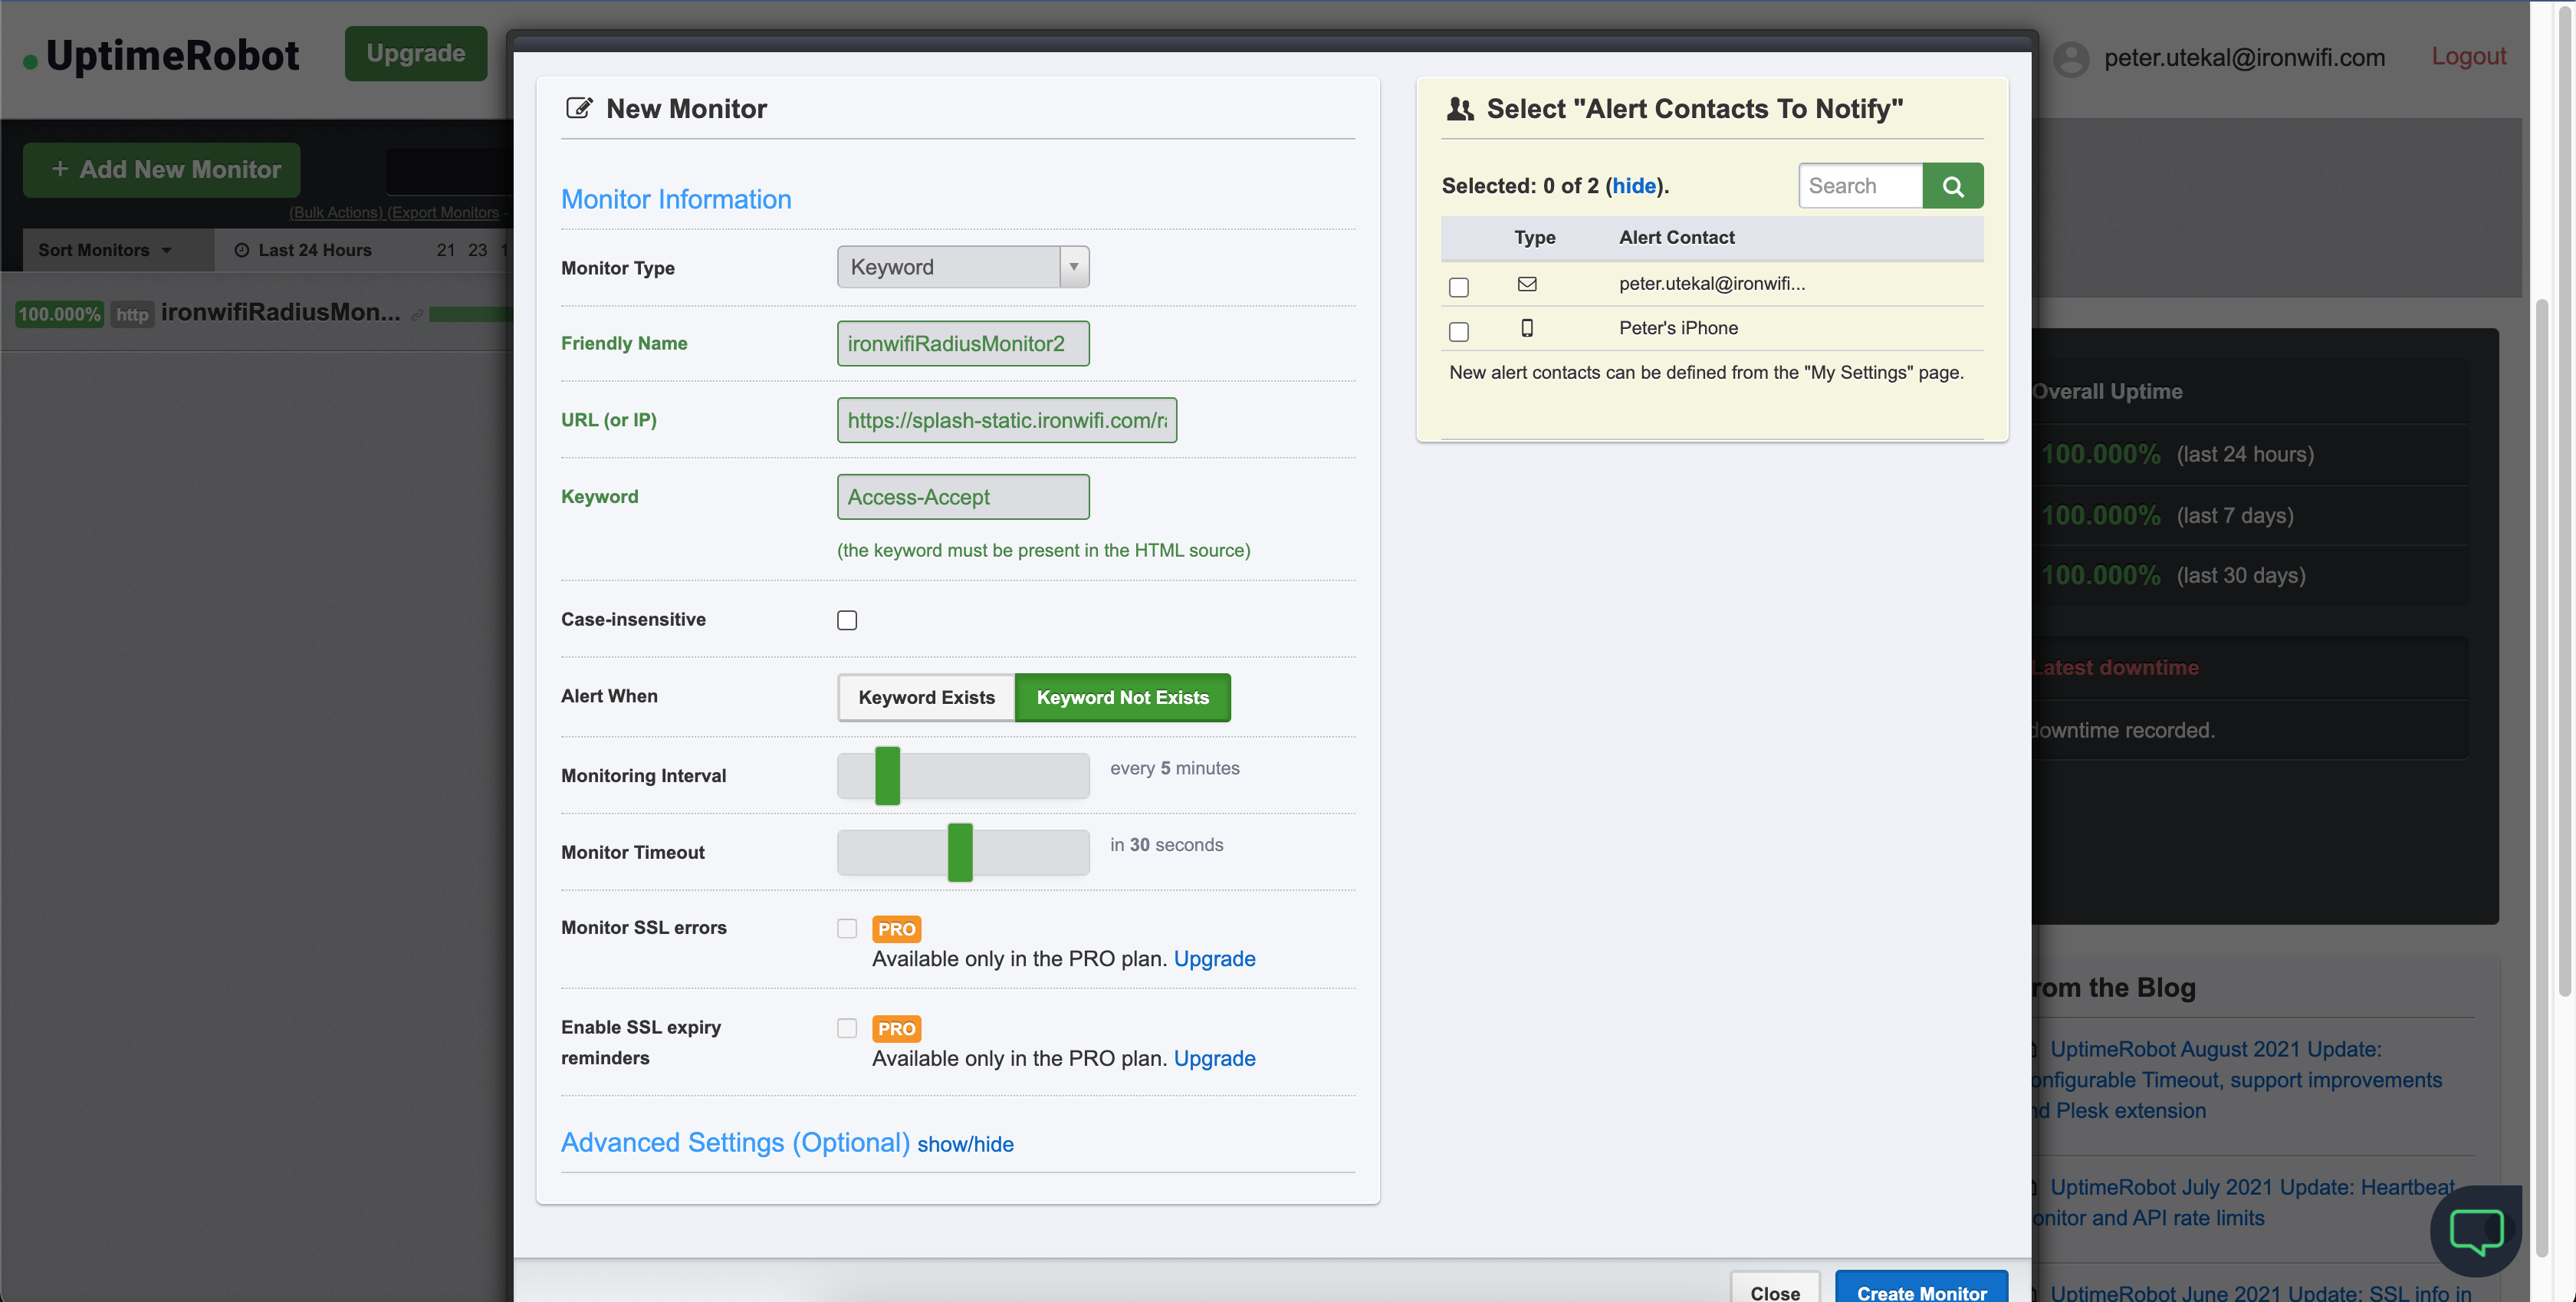 UptimeRobot
Upgrade
peter.utekal@ironwifi.com
Logout
+ Add New Monitor
(Bulk Actions) (Export Monitors -
Sort Monitors
Last 24 Hours
21 23 1
100.000% http ironwifiRadiusMon...
New Monitor
Monitor Information
Monitor Type
Keyword
Friendly Name
ironwifiRadiusMonitor2
URL (or IP)
https://splash-static.ironwifi.com/ra
Keyword
Access-Accept
(the keyword must be present in the HTML source)
Case-insensitive
Alert When
Keyword Exists
Keyword Not Exists
Monitoring Interval
every 5 minutes
Monitor Timeout
in 30 seconds
Monitor SSL errors
PRO
Available only in the PRO plan. Upgrade
Enable SSL expiry
reminders
PRO
Available only in the PRO plan. Upgrade
Advanced Settings (Optional) show/hide
Select "Alert Contacts To Notify"
Selected: 0 of 2 (hide).
Search
Type
Alert Contact
peter.utekal@ironwifi...
Peter's iPhone
New alert contacts can be defined from the "My Settings" page.
Close
Create Monitor
Overall Uptime
100.000% (last 24 hours)
100.000% (last 7 days)
100.000% (last 30 days)
Latest downtime
downtime recorded.
rom the Blog
UptimeRobot August 2021 Update:
onfigurable Timeout, support improvements
nd Plesk extension
UptimeRobot July 2021 Update: Heartbeat
onitor and API rate limits
UptimeRobot June 2021 Update: SSL info in